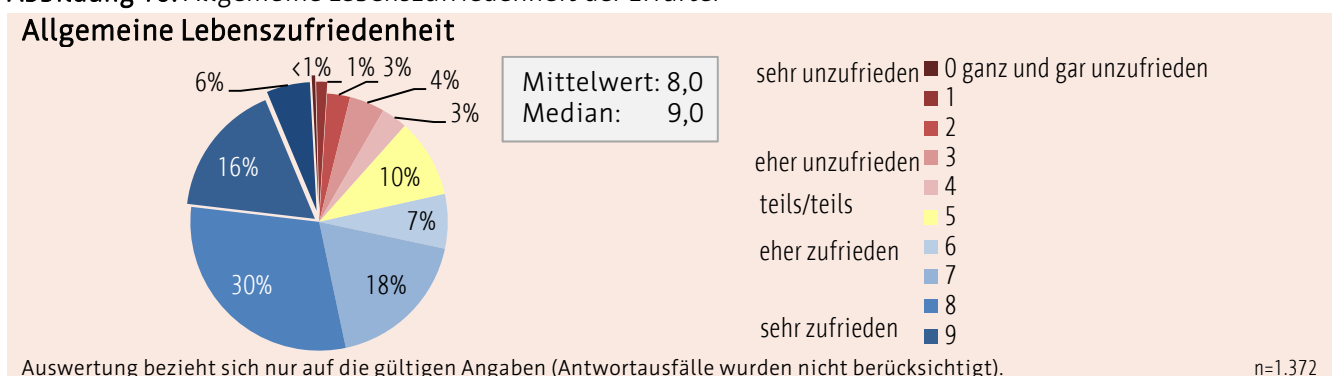 Allgemeine Lebenszufriedenheit
6%
<1%
1%
3%
4%
3%
16%
10%
7%
30%
18%
Mittelwert: 8,0
Median: 9,0
sehr unzufrieden
0 ganz und gar unzufrieden
1
2
eher unzufrieden
3
4
teils/teils
5
eher zufrieden
6
7
8
sehr zufrieden
9
Auswertung bezieht sich nur auf die gültigen Angaben (Antwortausfälle wurden nicht berücksichtigt).
n=1.372